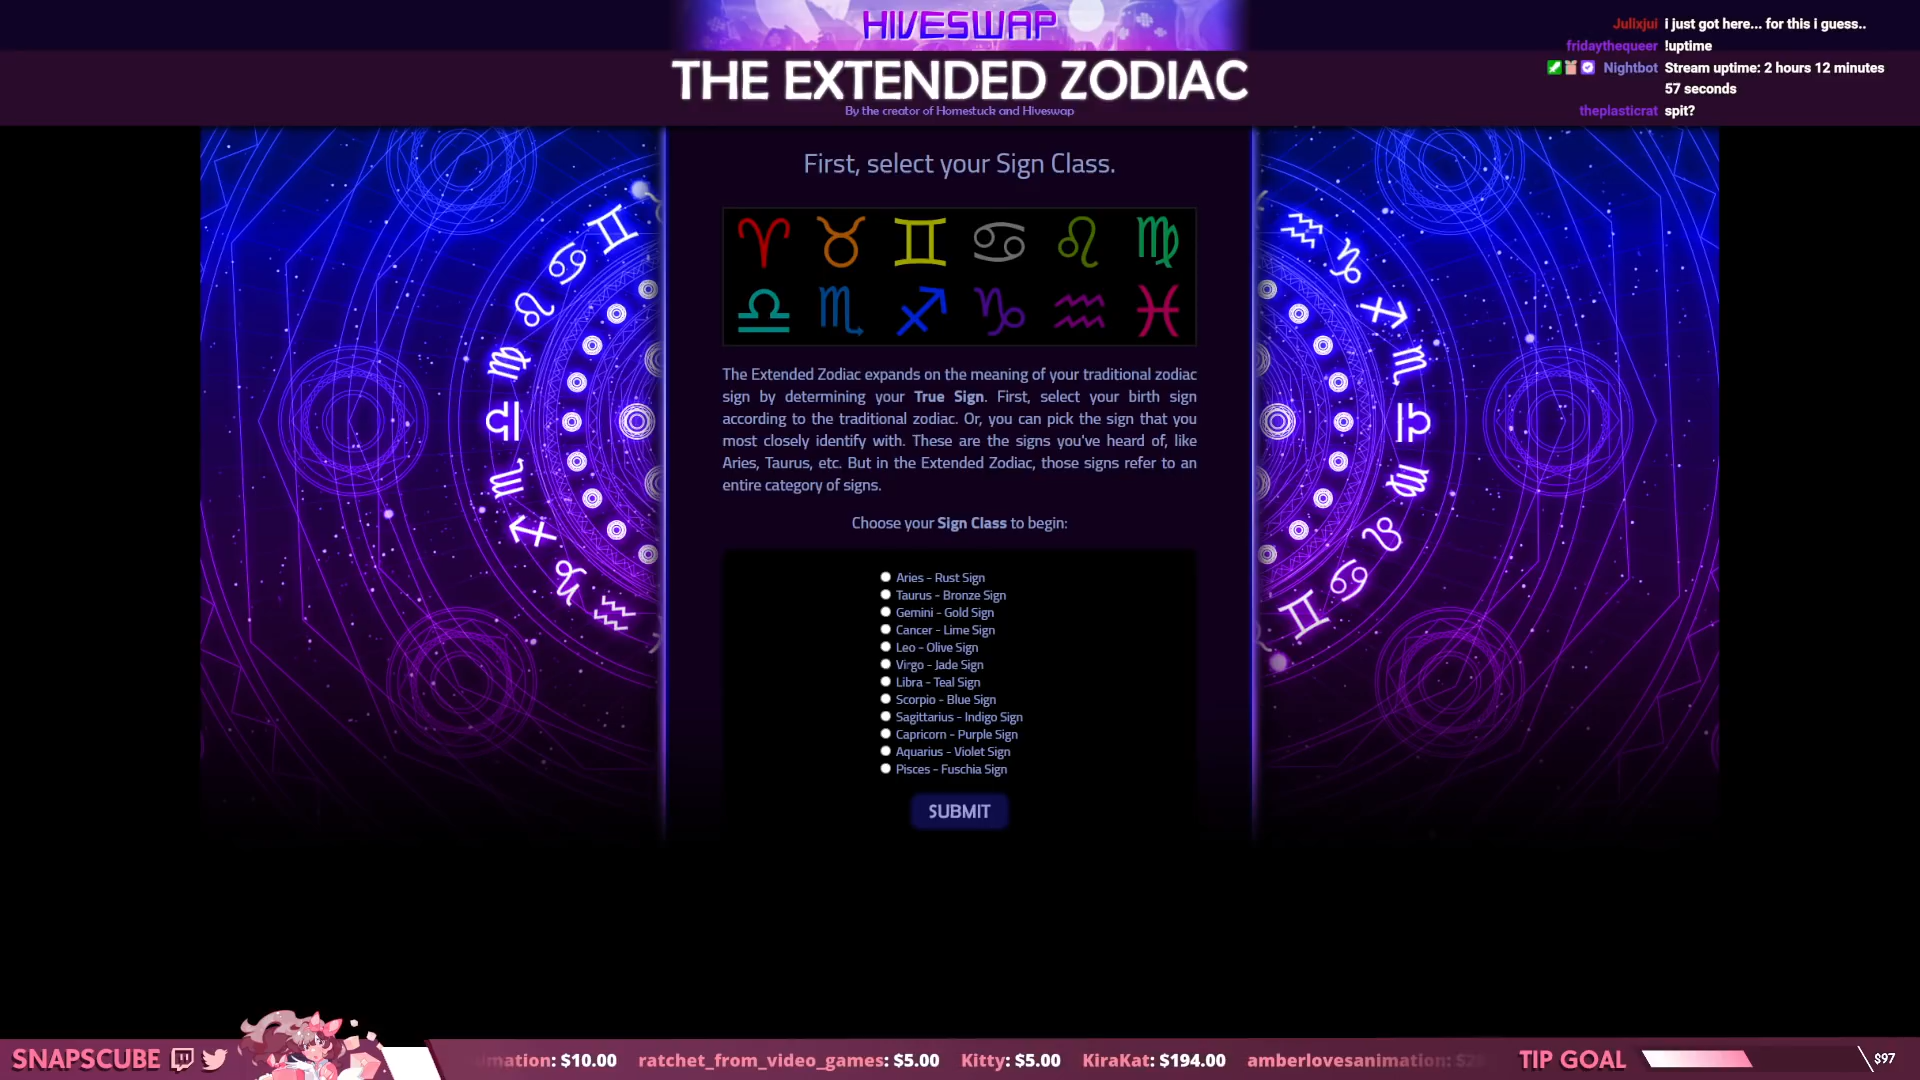 HIVESWAP
THE EXTENDED ZODIAC
By the creator of Homestuck and Hiveswap
Julixjui i just got here... for this i guess..
fridaythequeer !uptime
Nightbot Stream uptime: 2 hours 12 minutes
57 seconds
theplasticrat spit?
First, select your Sign Class.
The Extended Zodiac expands on the meaning of your traditional zodiac
sign by determining your True Sign. First, select your birth sign
according to the traditional zodiac. Or, you can pick the sign that you
most closely identify with. These are the signs you've heard of, like
Aries, Taurus, etc. But in the Extended Zodiac, those signs refer to an
entire category of signs.
Choose your Sign Class to begin:
Aries - Rust Sign
Taurus - Bronze Sign
Gemini - Gold Sign
Cancer - Lime Sign
Leo - Olive Sign
Virgo - Jade Sign
Libra - Teal Sign
Scorpio - Blue Sign
Sagittarius - Indigo Sign
Capricorn - Purple Sign
Aquarius - Violet Sign
Pisces - Fuschia Sign
SUBMIT
SNAPSCUBE
mation: $10.00 ratchet_from_video_games: $5.00 Kitty: $5.00 KiraKat: $194.00 amberlovesanimation:
TIP GOAL
$97